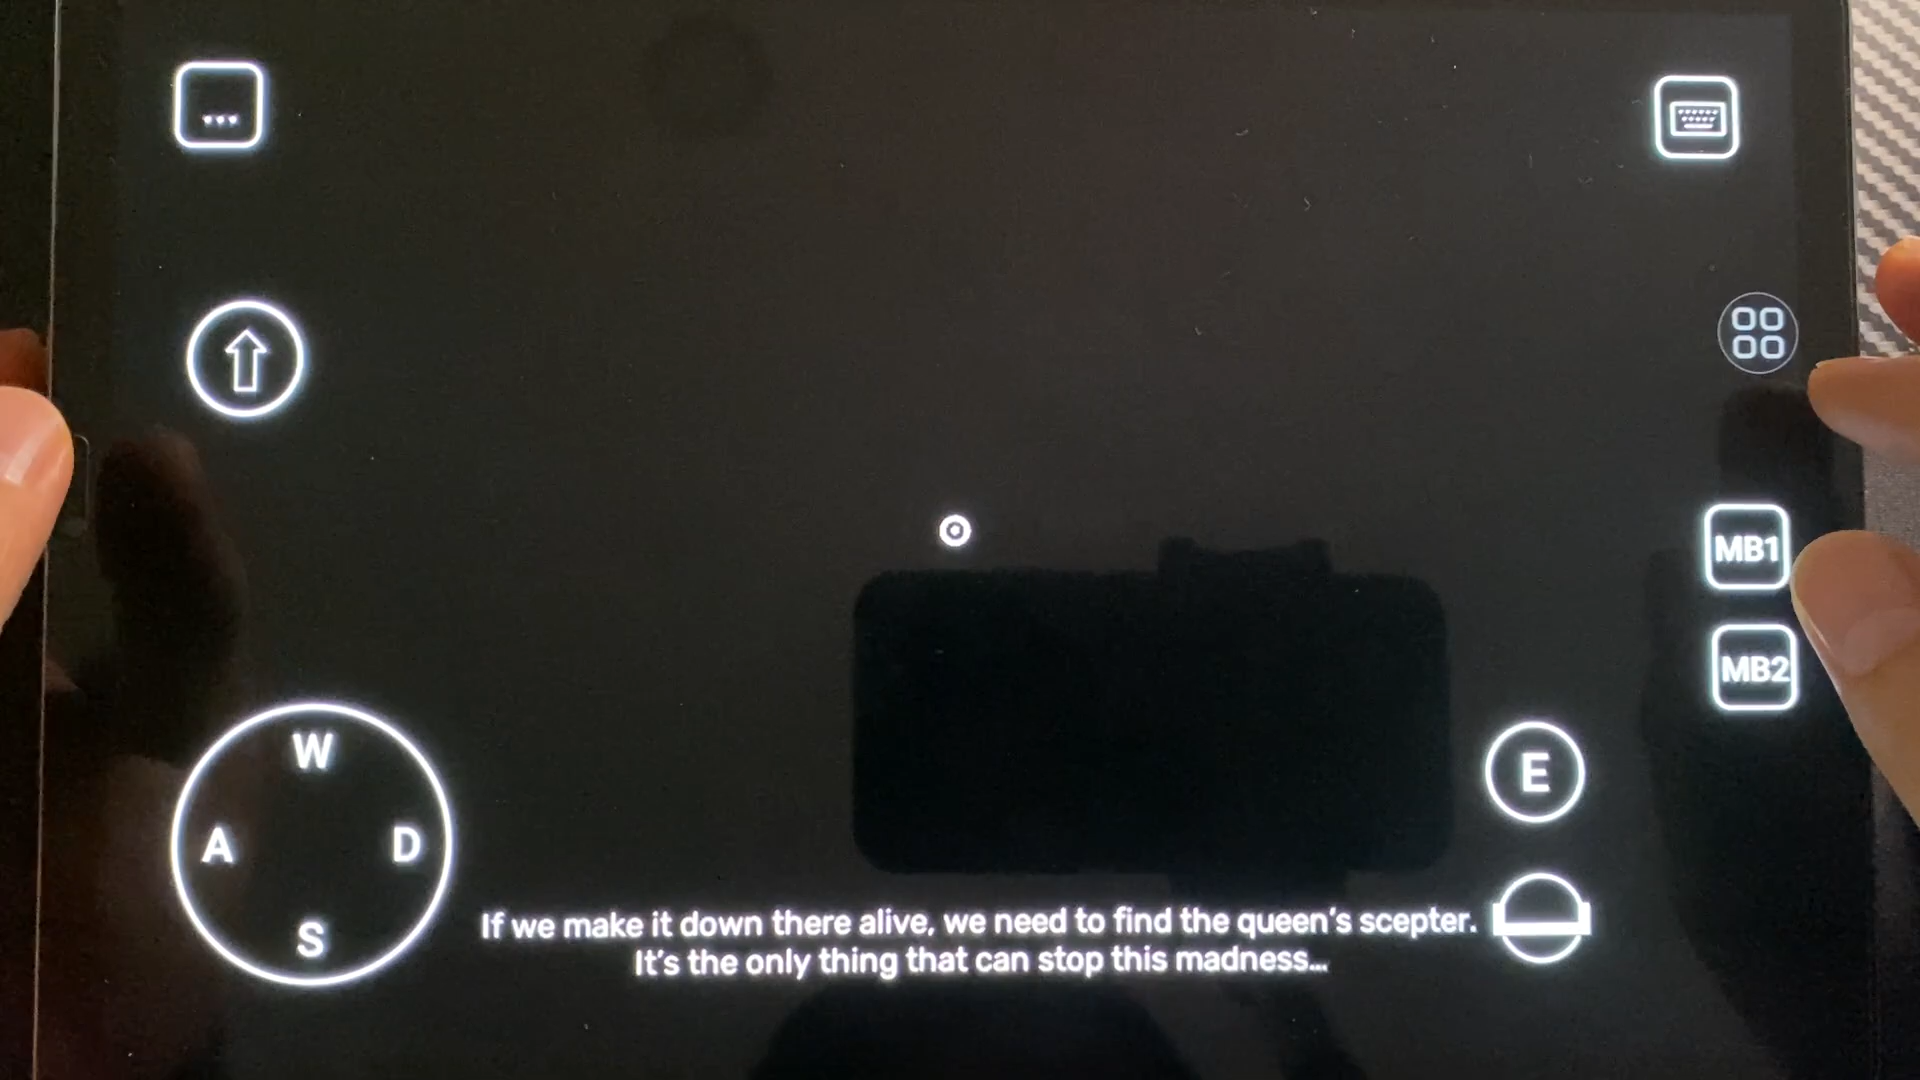 ...
MB1
MB2
W
A
D
E
S
If we make it down there alive, we need to find the queen's scepter.
It's the only thing that can stop this madness...